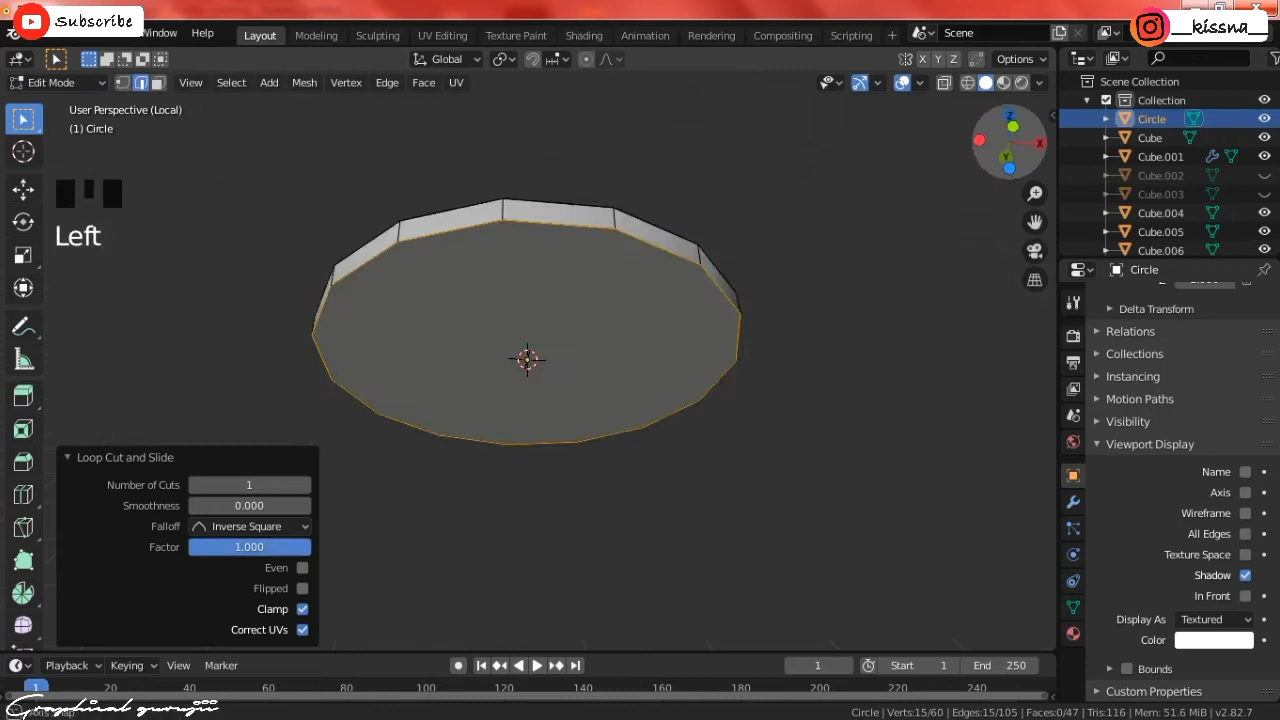 Subscribe
Window Help
Layout Modeling Sculpting UV Editing Texture Paint Shading Animation Rendering Compositing Scripting
Scene
__kissna__
Global
X Y Z
Options
Edit Mode
View Select Add Mesh Vertex Edge Face UV
User Perspective (Local)
(1) Circle
Left
Z
X
Y
Scene Collection
Collection
Circle
Cube
Cube.001
Cube.002
Cube.003
Cube.004
Cube.005
Cube.006
Circle
Delta Transform
Relations
Collections
Instancing
Motion Paths
Visibility
Viewport Display
Name
Axis
Wireframe
All Edges
Texture Space
Shadow
In Front
Display As Textured
Color
Bounds
Custom Properties
Loop Cut and Slide
Number of Cuts 1
Smoothness 0.000
Falloff Inverse Square
Factor 1.000
Even
Flipped
Clamp
Correct UVs
Playback Keying View Marker
1 Start 1 End 250
1 20 40 60 80 100 120 140 160 180 200 220 240
Circle | Verts:15/60 | Edges:15/105 | Faces:0/47 | Tris:116 | Mem: 51.6 MiB | v2.82.7